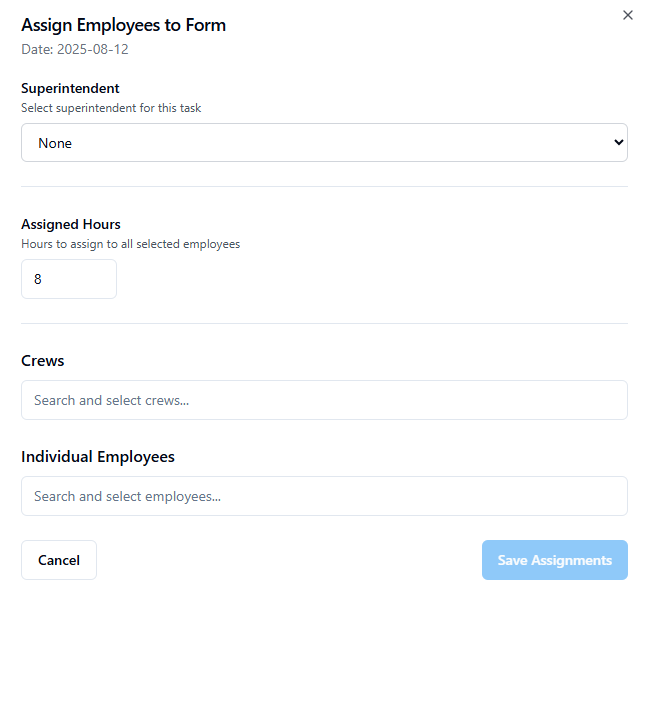 Assign Employees to Form
Date: 2025-08-12
Superintendent
Select superintendent for this task
None
Assigned Hours
Hours to assign to all selected employees
8
Crews
Search and select crews...
Individual Employees
Search and select employees...
Cancel
Save Assignments